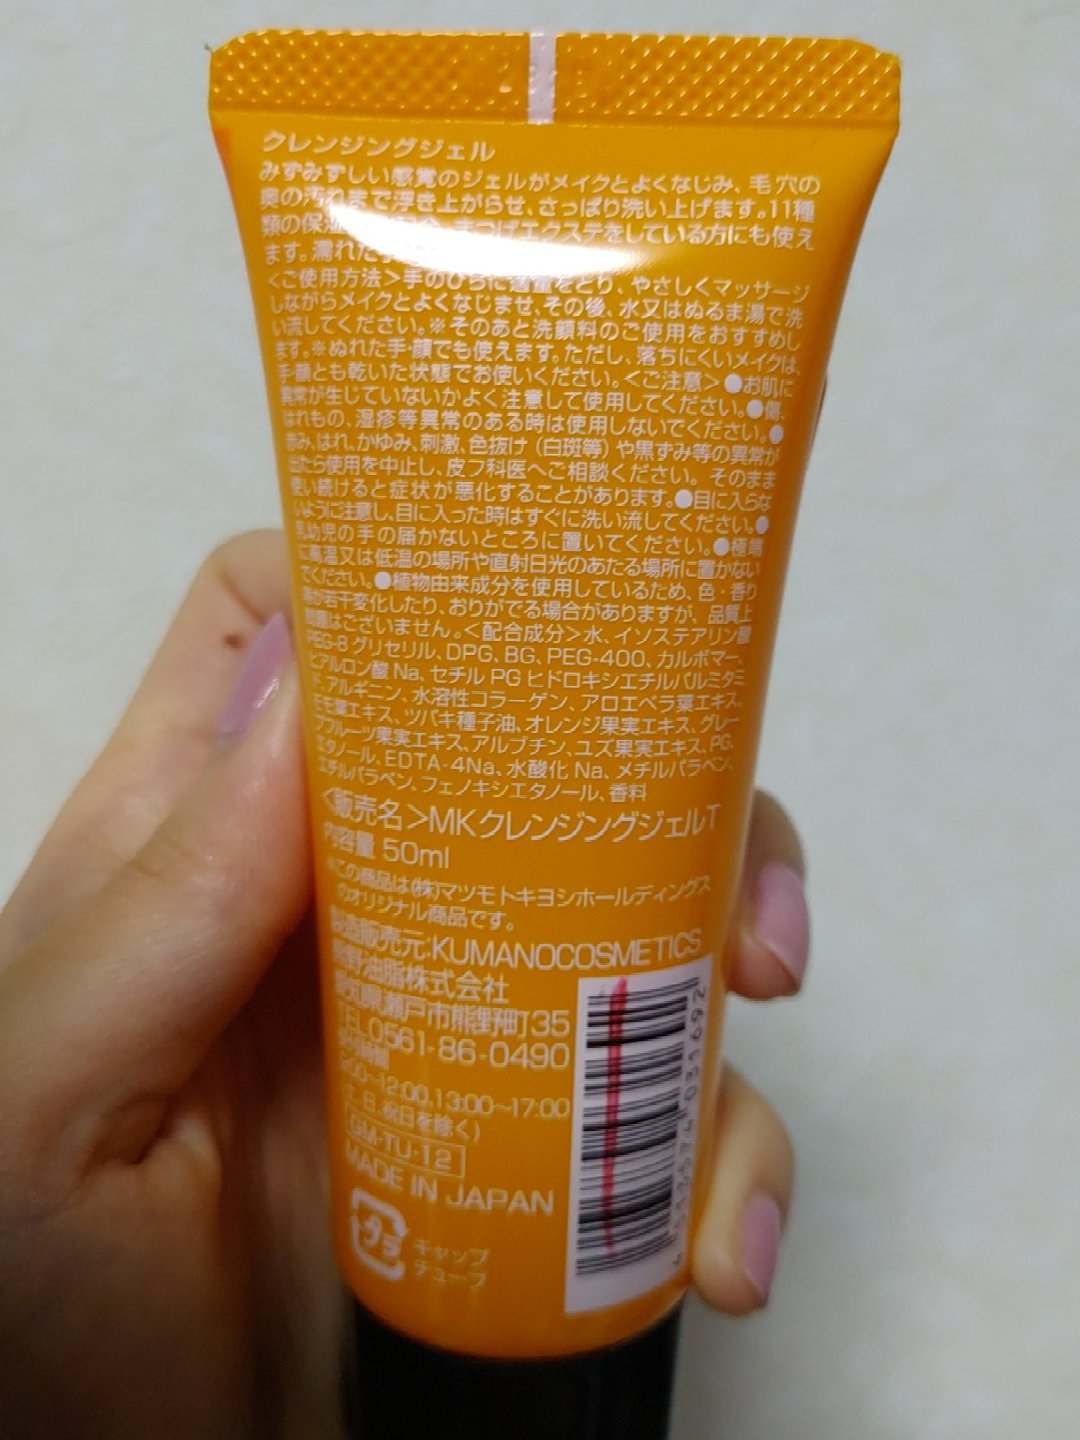 クレンジングジェル
みずみずしい感覚のジェルがメイクとよくなじみ、毛穴の
奥の汚れまで浮き上がらせ、さっぱり洗い上げます。11種
類の保湿 まつげエクステをしている方にも使え
ます。濡れた手
<ご使用方法>手のひらに適量をとり、やさしくマッサージ
しながらメイクとよくなじませ、その後、水又はぬるま湯で洗
い流してください。※そのあと洗顔料のご使用をおすすめし
ます。※ぬれた手・顔でも使えます。ただし、落ちにくいメイクは、
手・顔とも乾いた状態でお使いください。<ご注意>●お肌に
異常が生じていないかよく注意して使用してください。●傷、
はれもの、湿疹等異常のある時は使用しないでください。●
赤み、はれ、かゆみ、刺激、色抜け(白斑等)や黒ずみ等の異常が
出たら使用を中止し、皮フ科医へご相談ください。そのまま
使い続けると症状が悪化することがあります。●目に入らな
いように注意し、目に入った時はすぐに洗い流してください。●
乳幼児の手の届かないところに置いてください。●極端
に高温又は低温の場所や直射日光のあたる場所に置かない
でください。●植物由来成分を使用しているため、色・香り
等が若干変化したり、おりがでる場合がありますが、品質上
問題はございません。<配合成分>水、イソステアリン酸
PEG-8グリセリル、DPG、BG、PEG-400、カルボマー、
ヒアルロン酸Na、セチルPGヒドロキシエチルパルミタミ
ド、アルギニン、水溶性コラーゲン、アロエベラ葉エキス、
モモ葉エキス、ツバキ種子油、オレンジ果実エキス、グレー
プフルーツ果実エキス、アルブチン、ユズ果実エキス、PG、
エタノール、EDTA-4Na、水酸化Na、メチルパラベン、
エチルパラベン、フェノキシエタノール、香料
<販売名>MKクレンジングジェルT
内容量 50ml
*この商品は(株)マツモトキヨシホールディングス
のオリジナル商品です。
製造販売元:KUMANOCOSMETICS
熊野油脂株式会社
愛知県瀬戸市熊野町35
TEL0561-86-0490
受付時間
9:00〜12:00、13:00〜17:00
(土、日、祝日を除く)
GM-TU-12
MADE IN JAPAN
プラ
キャップ
チューブ
031692